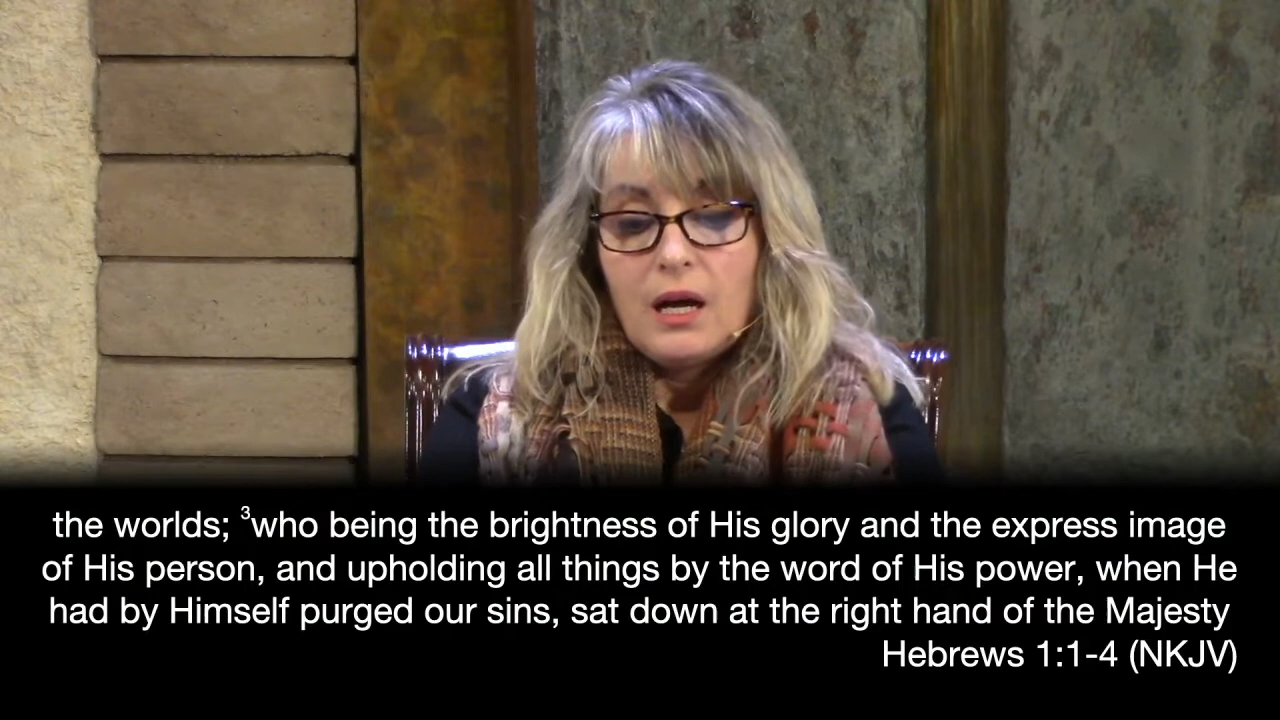 the worlds; ³who being the brightness of His glory and the express image
of His person, and upholding all things by the word of His power, when He
had by Himself purged our sins, sat down at the right hand of the Majesty
Hebrews 1:1-4 (NKJV)